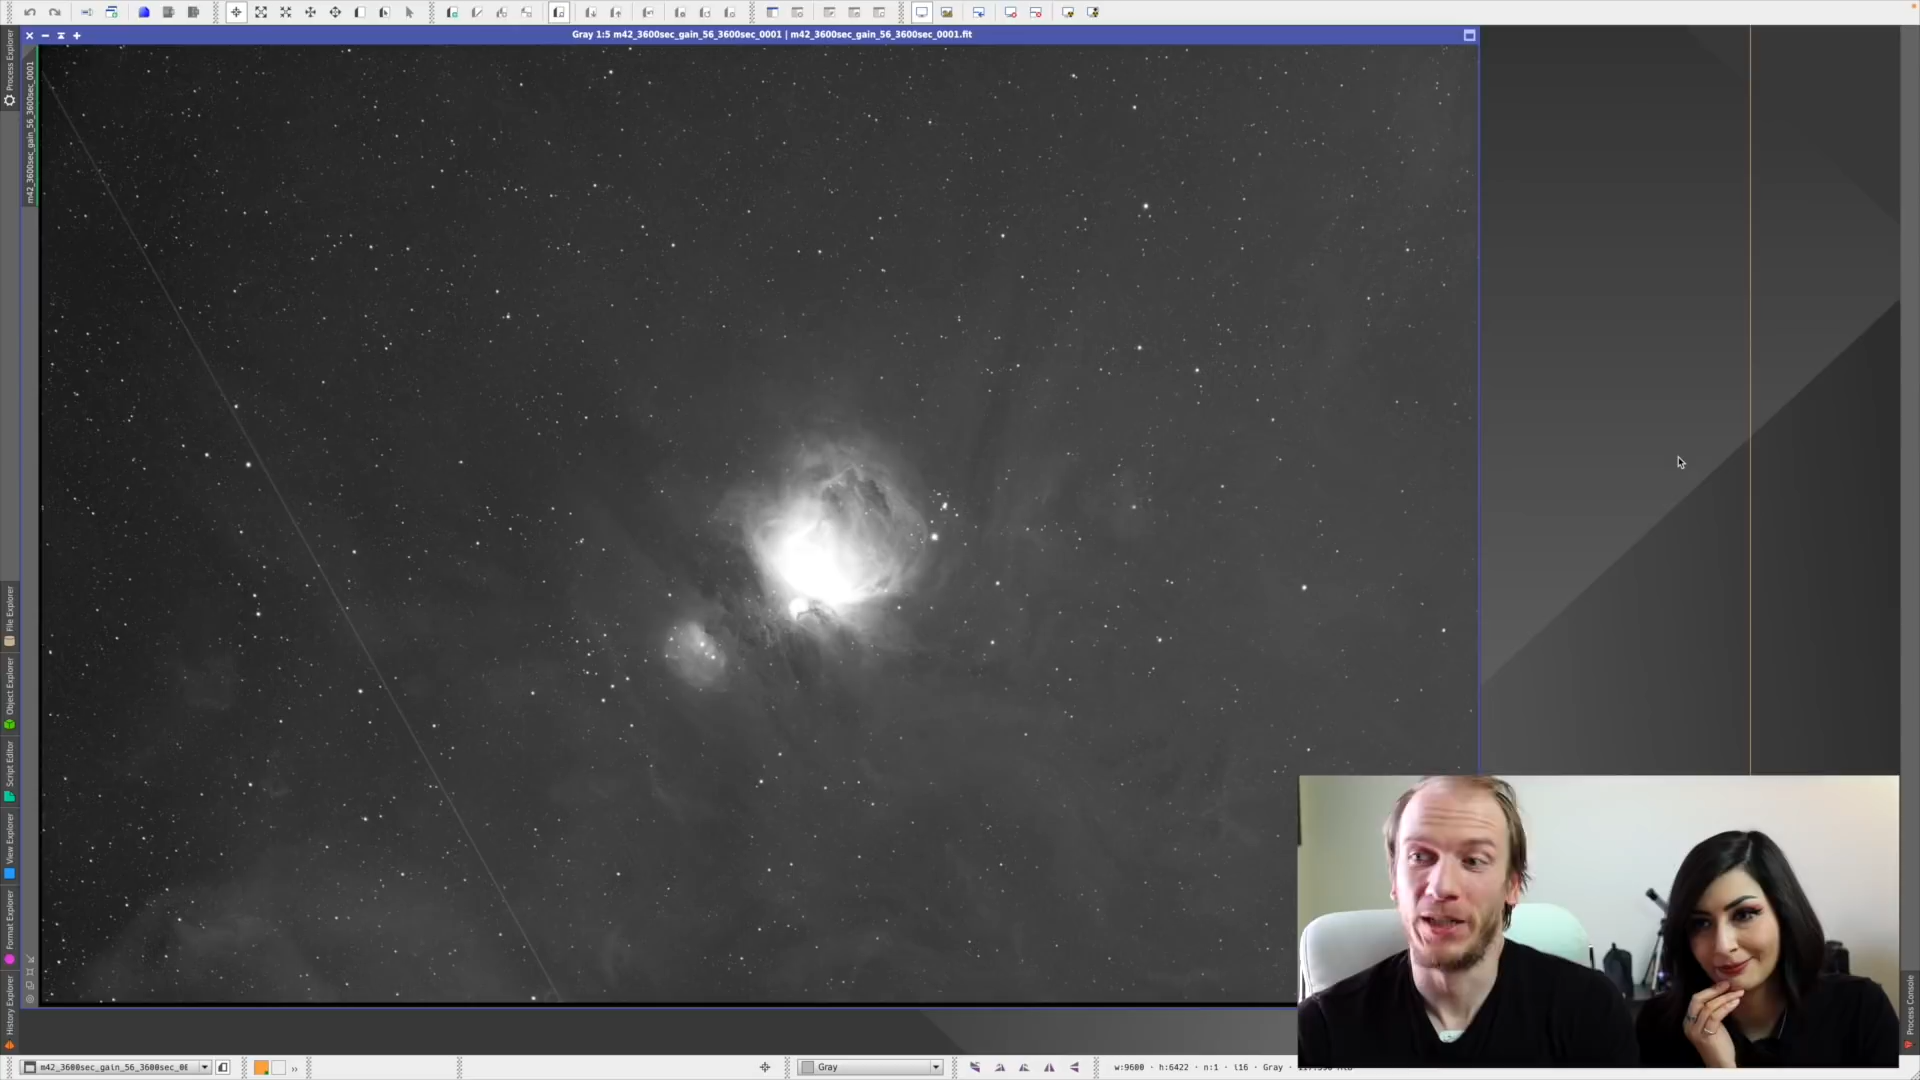 Gray 1:5 m42_3600sec_gain_56_3600sec_0001 | m42_3600sec_gain_56_3600sec_0001.fit
Process Explorer
m42_3600sec_gain_56_3600sec_0001
File Explorer
Object Explorer
Script Editor
View Explorer
Format Explorer
History Explorer
Process Console
m42_3600sec_gain_56_3600sec_00
Gray
w:9600 · h:6422 · n:1 · i16 · Gray ·